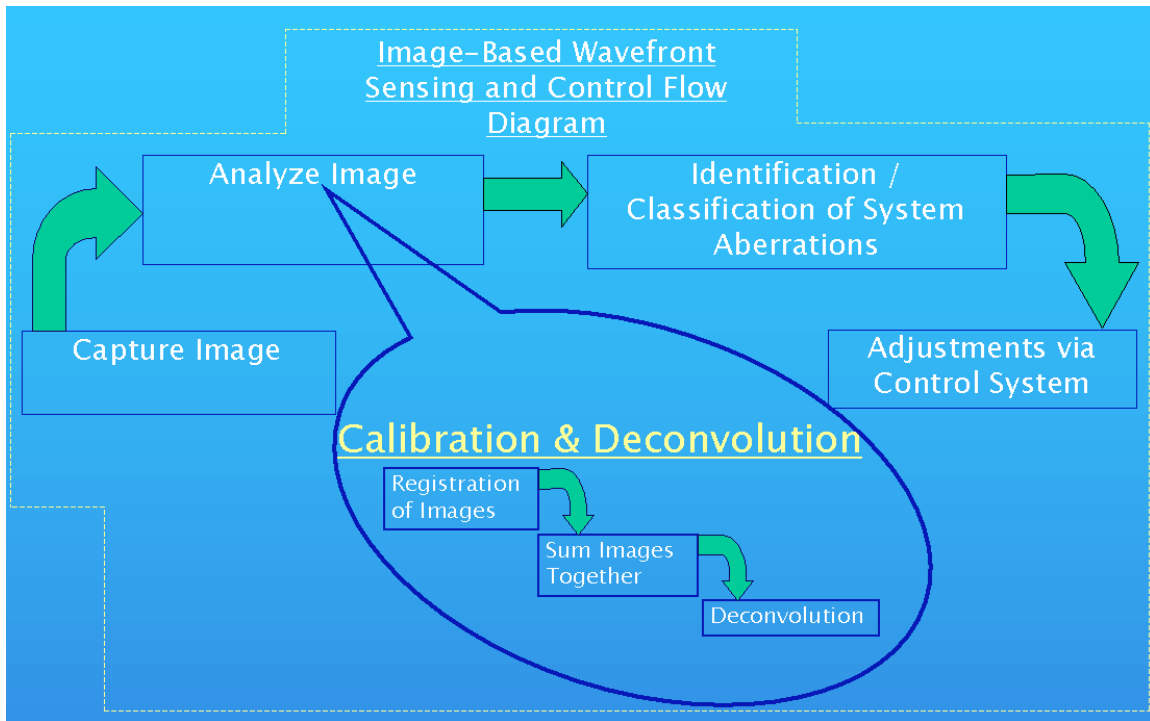 Image-Based Wavefront
Sensing and Control Flow
Diagram
Analyze Image
Identification /
Classification of System
Aberrations
Capture Image
Adjustments via
Control System
Calibration & Deconvolution
Registration
of Images
Sum Images
Together
Deconvolution